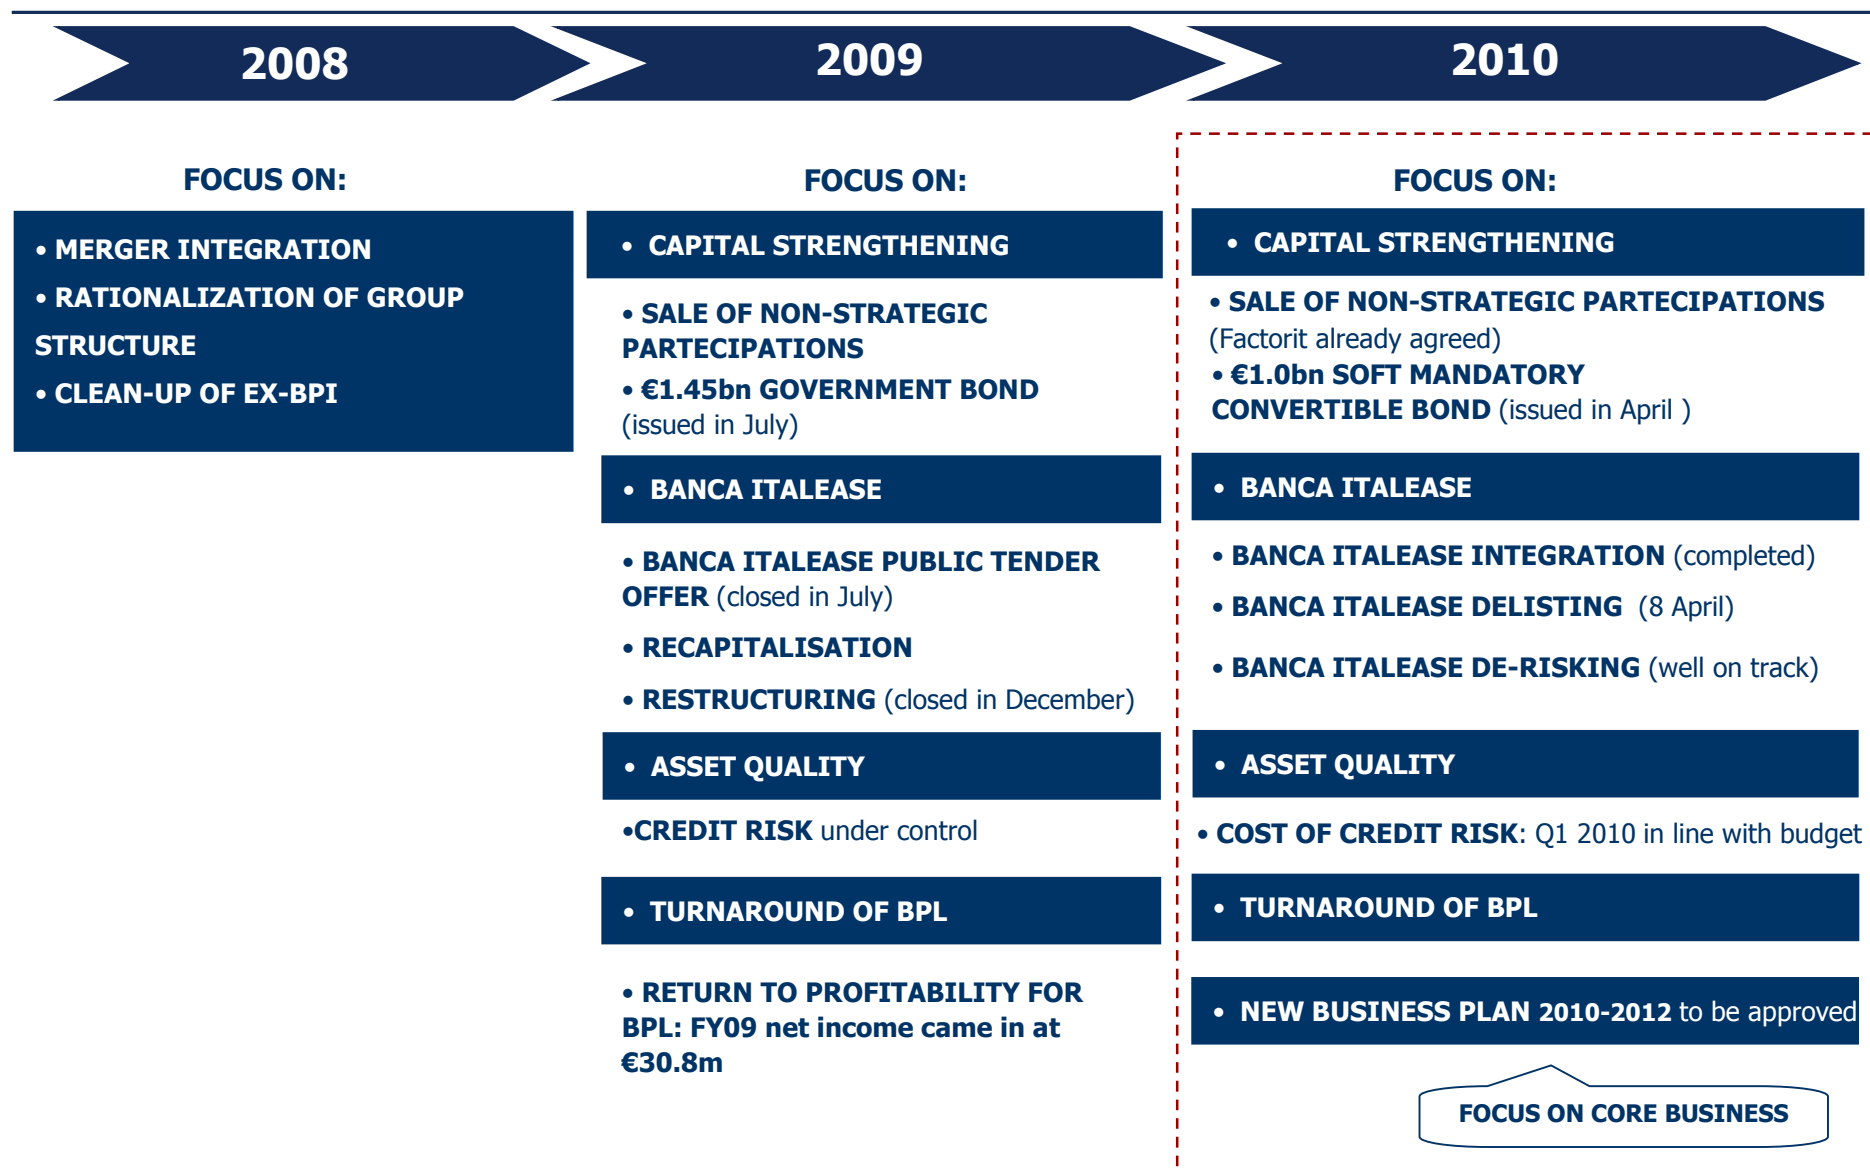 2008
2009
2010
FOCUS ON:
• MERGER INTEGRATION
• RATIONALIZATION OF GROUP
STRUCTURE
• CLEAN-UP OF EX-BPI
FOCUS ON:
• CAPITAL STRENGTHENING
• SALE OF NON-STRATEGIC
PARTECIPATIONS
• €1.45bn GOVERNMENT BOND
(issued in July)
• BANCA ITALEASE
• BANCA ITALEASE PUBLIC TENDER
OFFER (closed in July)
• RECAPITALISATION
• RESTRUCTURING (closed in December)
• ASSET QUALITY
•CREDIT RISK under control
• TURNAROUND OF BPL
• RETURN TO PROFITABILITY FOR
BPL: FY09 net income came in at
€30.8m
FOCUS ON:
• CAPITAL STRENGTHENING
• SALE OF NON-STRATEGIC PARTECIPATIONS
(Factorit already agreed)
• €1.0bn SOFT MANDATORY
CONVERTIBLE BOND (issued in April )
• BANCA ITALEASE
• BANCA ITALEASE INTEGRATION (completed)
• BANCA ITALEASE DELISTING (8 April)
• BANCA ITALEASE DE-RISKING (well on track)
• ASSET QUALITY
• COST OF CREDIT RISK: Q1 2010 in line with budget
• TURNAROUND OF BPL
• NEW BUSINESS PLAN 2010-2012 to be approved
FOCUS ON CORE BUSINESS